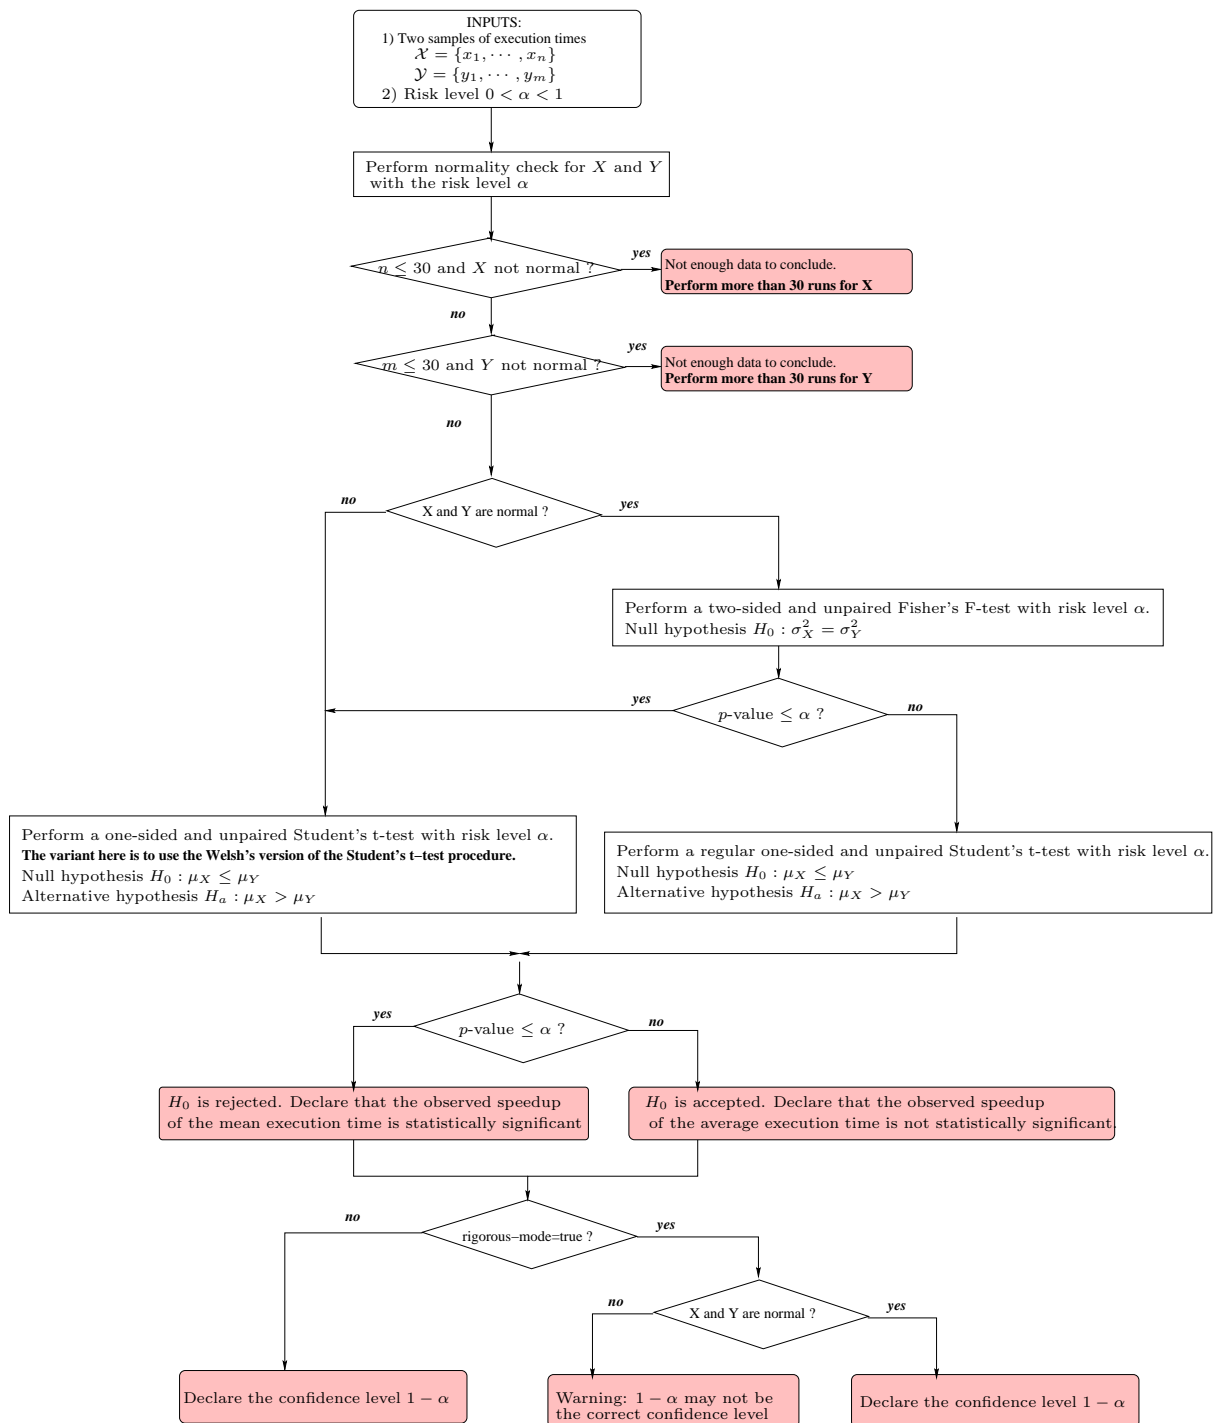 INPUTS:
1) Two samples of execution times
𝒳 = {x₁, ··· , xₙ}
𝒴 = {y₁, ··· , yₘ}
2) Risk level 0 < α < 1
Perform normality check for X and Y
with the risk level α
n ≤ 30 and X not normal ?
yes
Not enough data to conclude.
Perform more than 30 runs for X
no
m ≤ 30 and Y not normal ?
yes
Not enough data to conclude.
Perform more than 30 runs for Y
no
X and Y are normal ?
no
yes
Perform a two-sided and unpaired Fisher's F-test with risk level α.
Null hypothesis H₀ : σ²_X = σ²_Y
yes
p-value ≤ α ?
no
Perform a one-sided and unpaired Student's t-test with risk level α.
The variant here is to use the Welsh's version of the Student's t−test procedure.
Null hypothesis H₀ : μ_X ≤ μ_Y
Alternative hypothesis Hₐ : μ_X > μ_Y
Perform a regular one-sided and unpaired Student's t-test with risk level α.
Null hypothesis H₀ : μ_X ≤ μ_Y
Alternative hypothesis Hₐ : μ_X > μ_Y
yes
p-value ≤ α ?
no
H₀ is rejected. Declare that the observed speedup
of the mean execution time is statistically significant
H₀ is accepted. Declare that the observed speedup
of the average execution time is not statistically significant.
no
rigorous−mode=true ?
yes
no
X and Y are normal ?
yes
Declare the confidence level 1 − α
Warning: 1 − α may not be
the correct confidence level
Declare the confidence level 1 − α